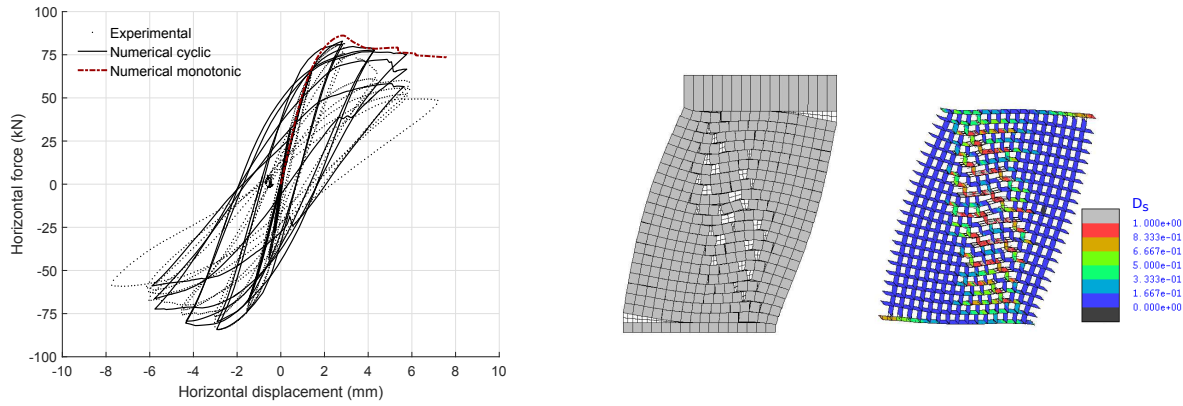 100
75
50
25
0
-25
-50
-75
-100
Horizontal force (kN)
Experimental
Numerical cyclic
Numerical monotonic
-10
-8
-6
-4
-2
0
2
4
6
8
10
Horizontal displacement (mm)
D_S
1.000e+00
8.333e-01
6.667e-01
5.000e-01
3.333e-01
1.667e-01
0.000e+00